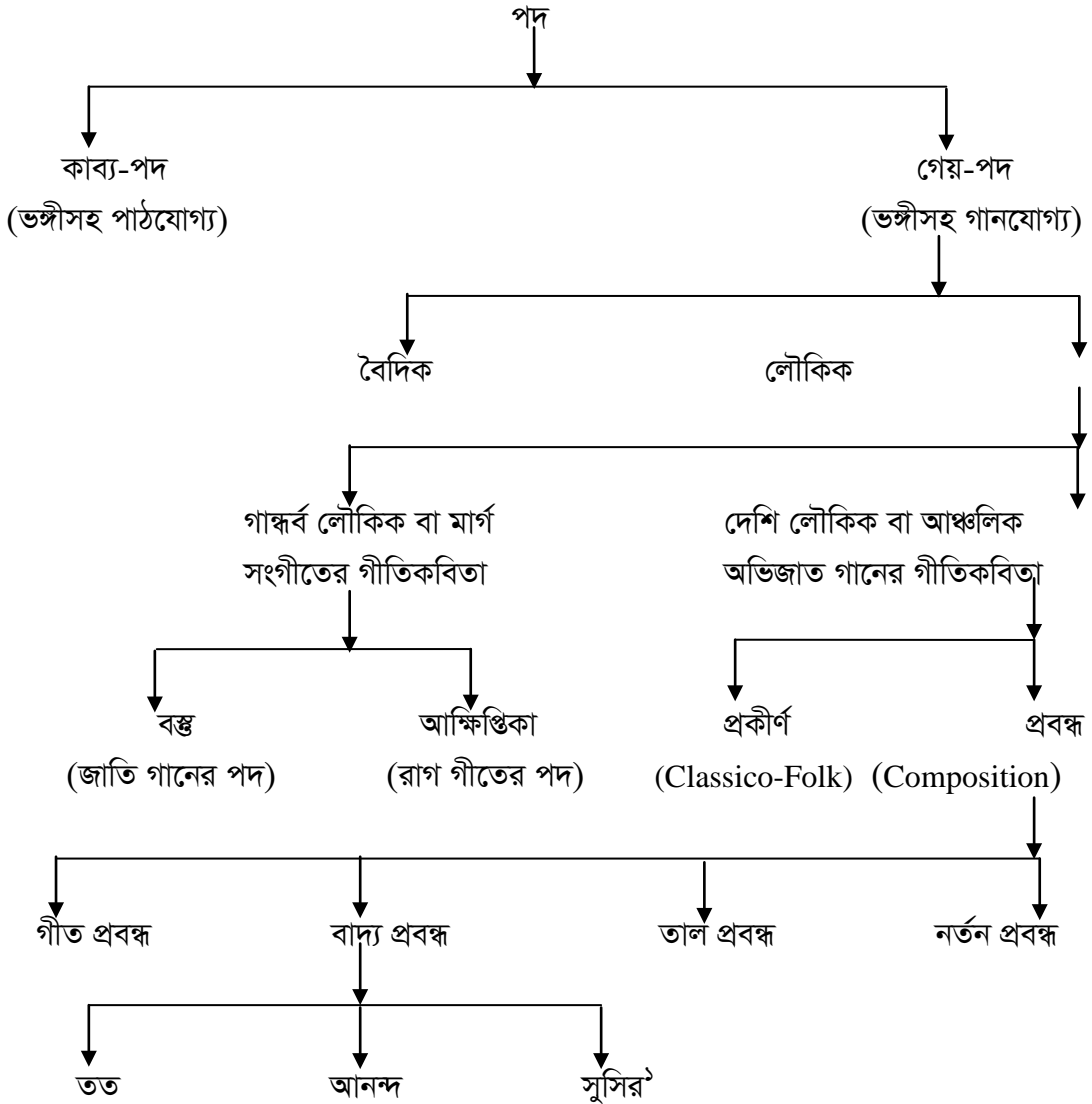 পদ
কাব্য-পদ গেয়-পদ
(ভঙ্গীসহ পাঠযোগ্য) (ভঙ্গীসহ গানযোগ্য)
বৈদিক লৌকিক
গান্ধর্ব লৌকিক বা মার্গ দেশি লৌকিক বা আঞ্চলিক
সংগীতের গীতিকবিতা অভিজাত গানের গীতিকবিতা
বস্তু আক্ষিপ্তিকা প্রকীর্ণ প্রবন্ধ
(জাতি গানের পদ) (রাগ গীতের পদ) (Classico-Folk) (Composition)
গীত প্রবন্ধ বাদ্য প্রবন্ধ তাল প্রবন্ধ নর্তন প্রবন্ধ
তত আনন্দ সুসির১